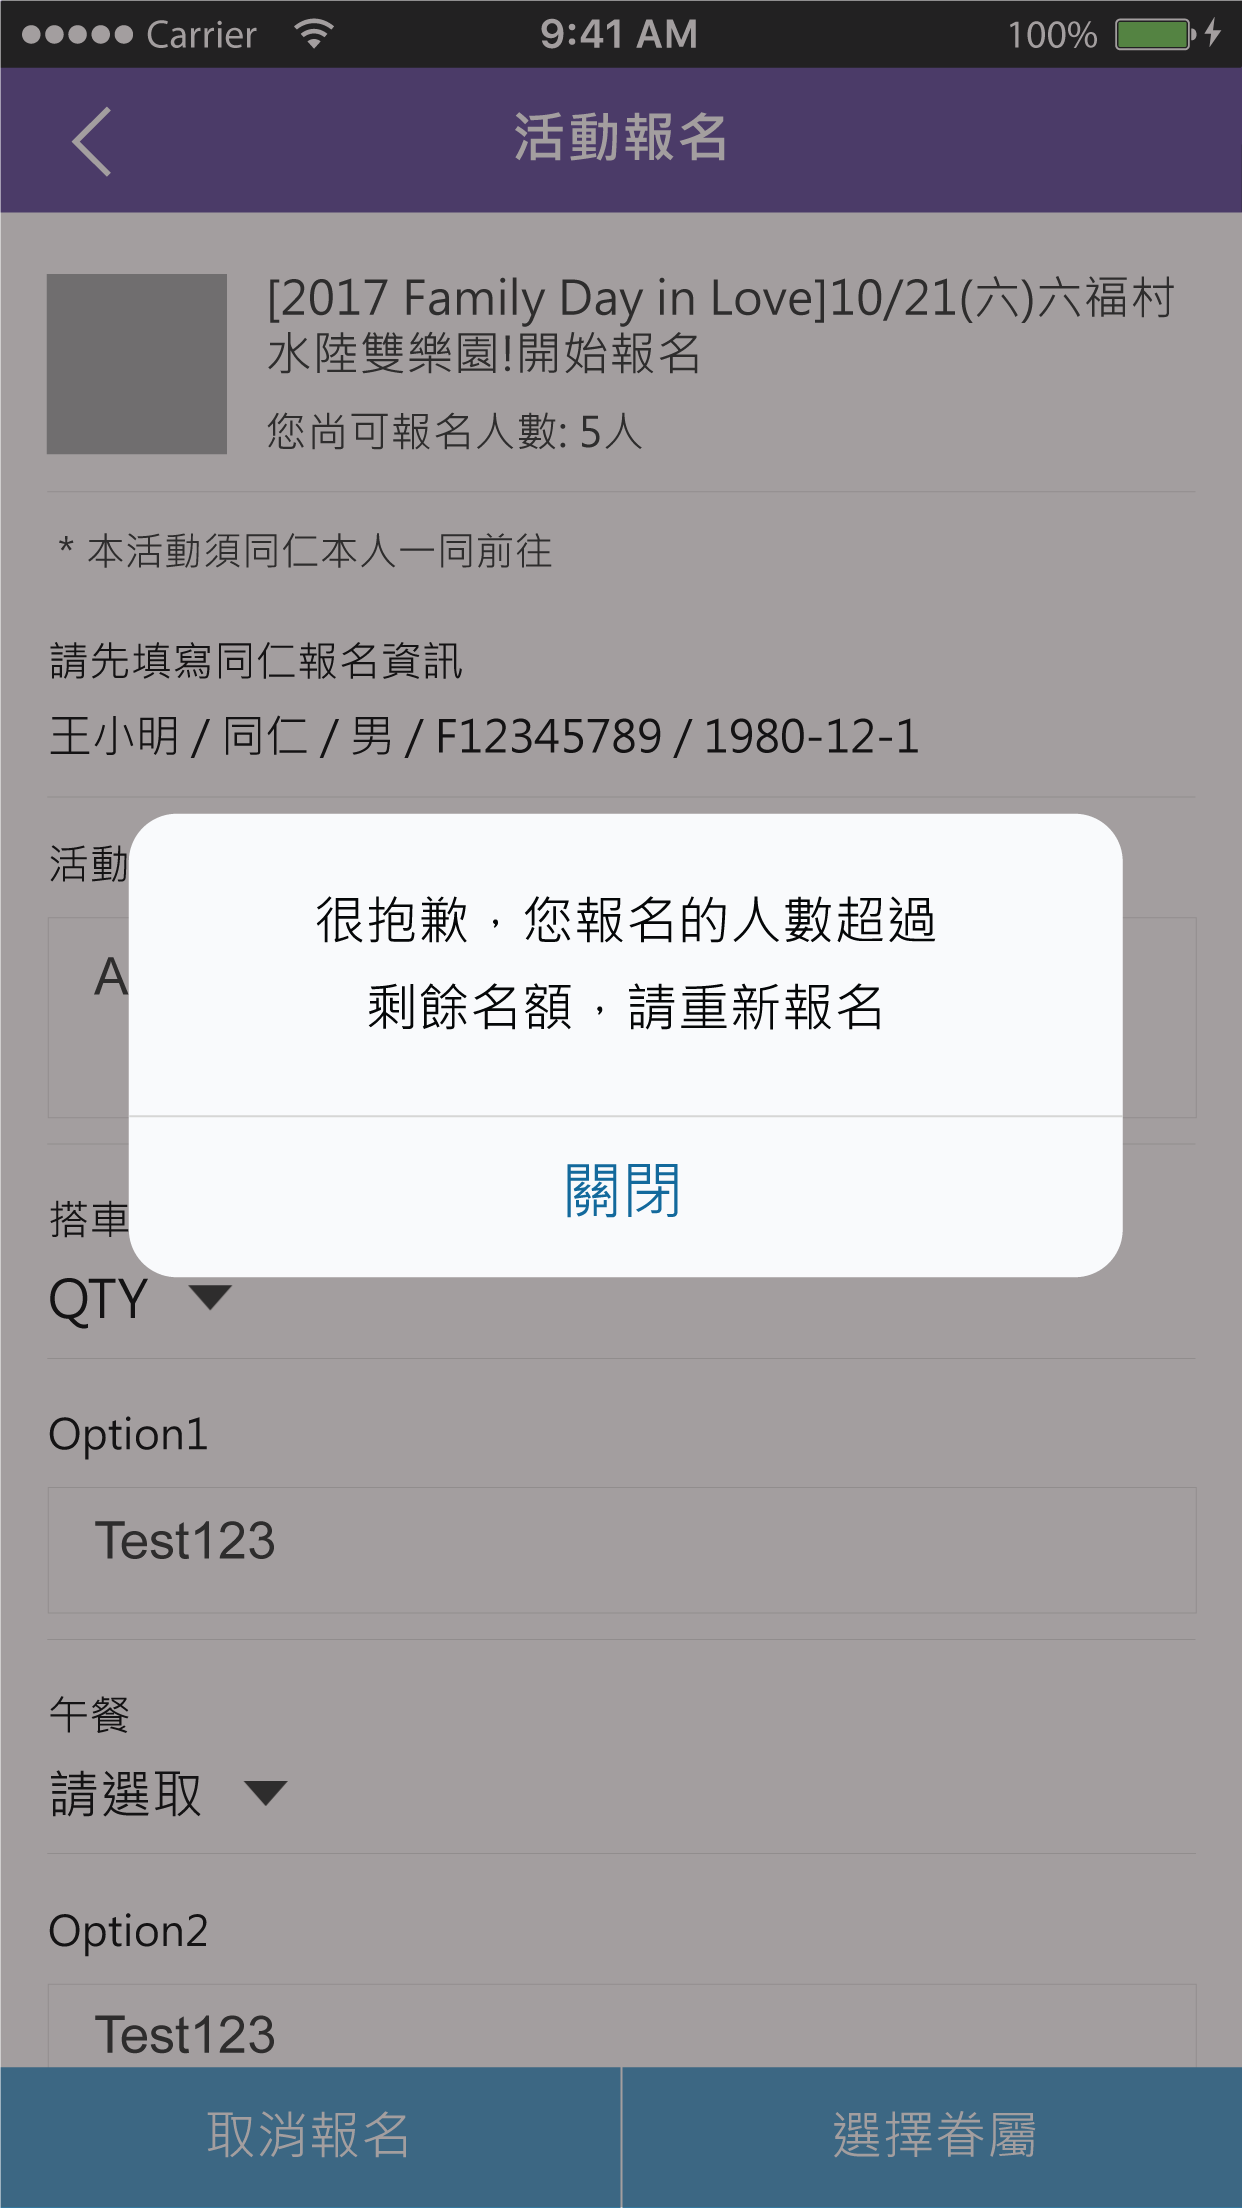 Carrier 9:41 AM 100%
活動報名
[2017 Family Day in Love]10/21(六)六福村
水陸雙樂園!開始報名
您尚可報名人數: 5人
* 本活動須同仁本人一同前往
請先填寫同仁報名資訊
王小明 / 同仁 / 男 / F12345789 / 1980-12-1
活動
A
很抱歉，您報名的人數超過
剩餘名額，請重新報名
關閉
搭車
QTY
Option1
Test123
午餐
請選取
Option2
Test123
取消報名 選擇眷屬